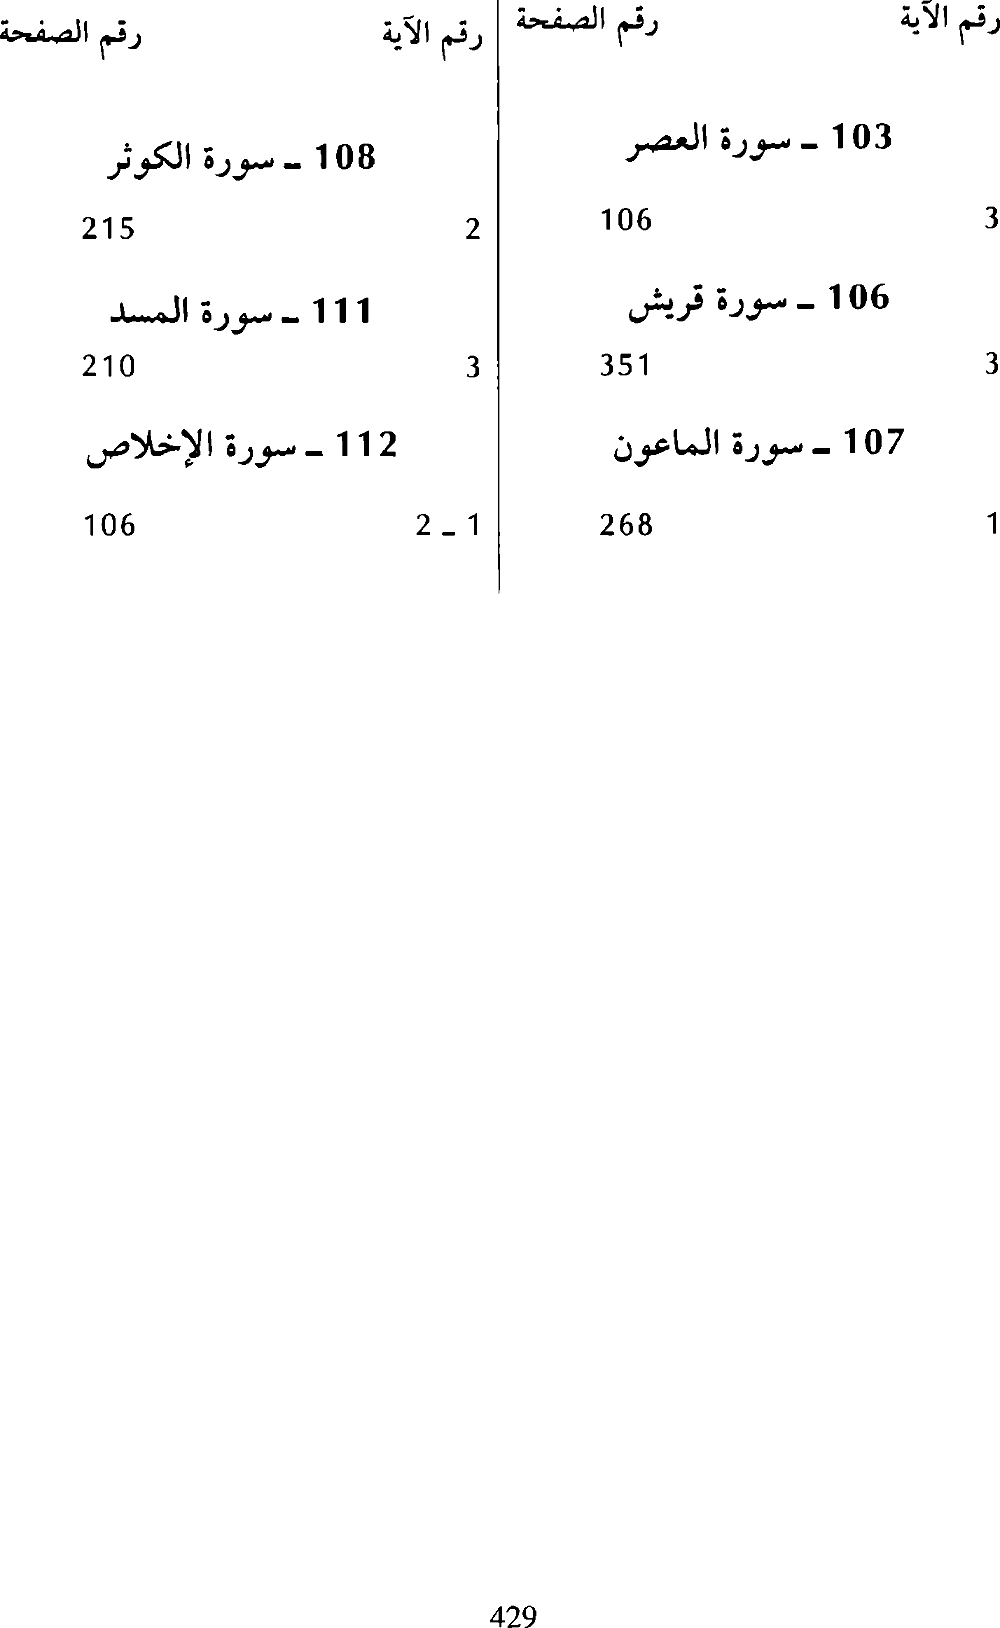 رقم الآية رقم الصفحة
103 ـ سورة العصر
3 106
106 ـ سورة قريش
3 351
107 ـ سورة الماعون
1 268
رقم الآية رقم الصفحة
108 ـ سورة الكوثر
2 215
111 ـ سورة المسد
3 210
112 ـ سورة الإخلاص
1 ـ 2 106
429